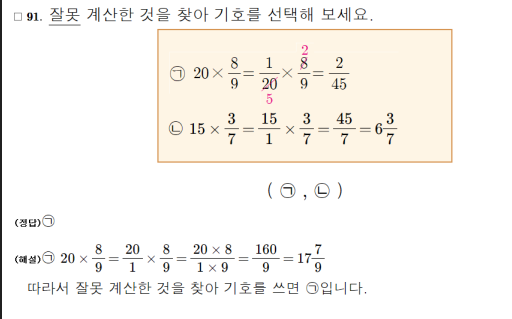 □ 91. 잘못 계산한 것을 찾아 기호를 선택해 보세요.
㉠ 20 × 8/9 = 1/20 × 8/9 = 2/45
2
5
㉡ 15 × 3/7 = 15/1 × 3/7 = 45/7 = 6 3/7
( ㉠ , ㉡ )
(정답) ㉠
(해설) ㉠ 20 × 8/9 = 20/1 × 8/9 = (20 × 8)/(1 × 9) = 160/9 = 17 7/9
따라서 잘못 계산한 것을 찾아 기호를 쓰면 ㉠입니다.